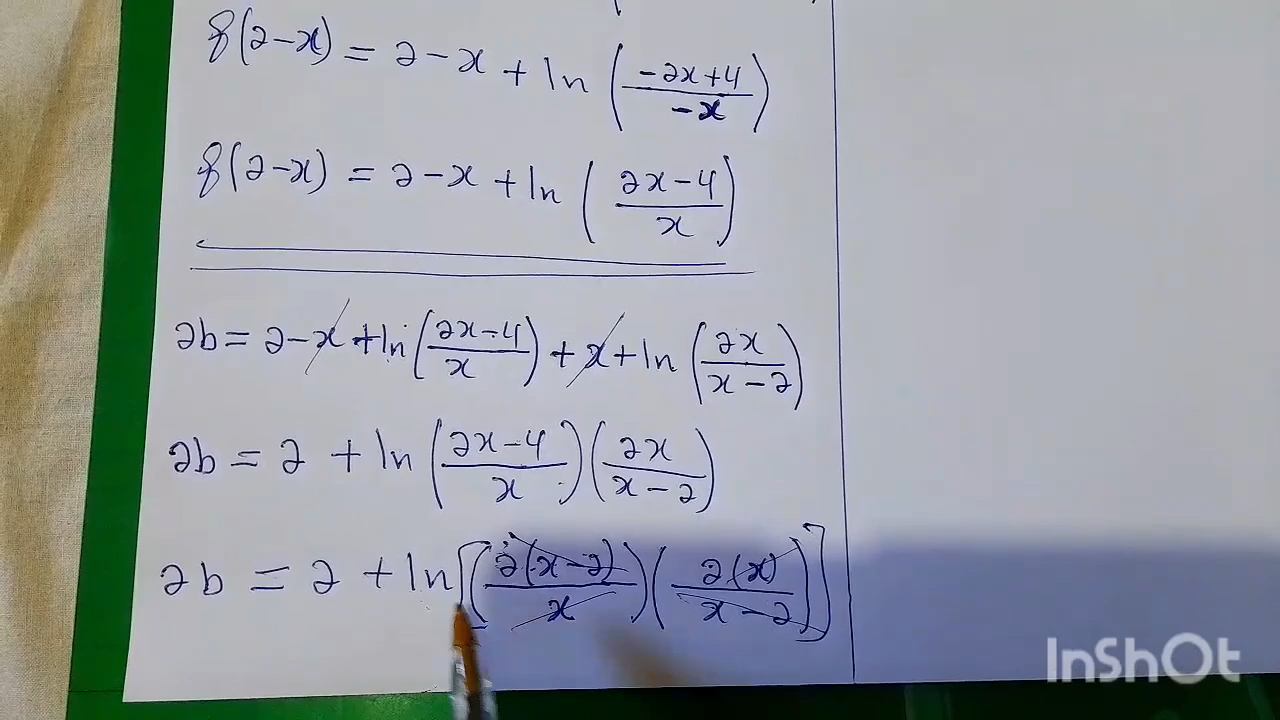 f(2-x) = 2-x + ln (-2x+4 / -x)
f(2-x) = 2-x + ln (2x-4 / x)
2b = 2-x + ln (2x-4 / x) + x + ln (2x / x-2)
2b = 2 + ln (2x-4 / x) (2x / x-2)
2b = 2 + ln [(2(x-2) / x) (2(x) / x-2)]
InShOt